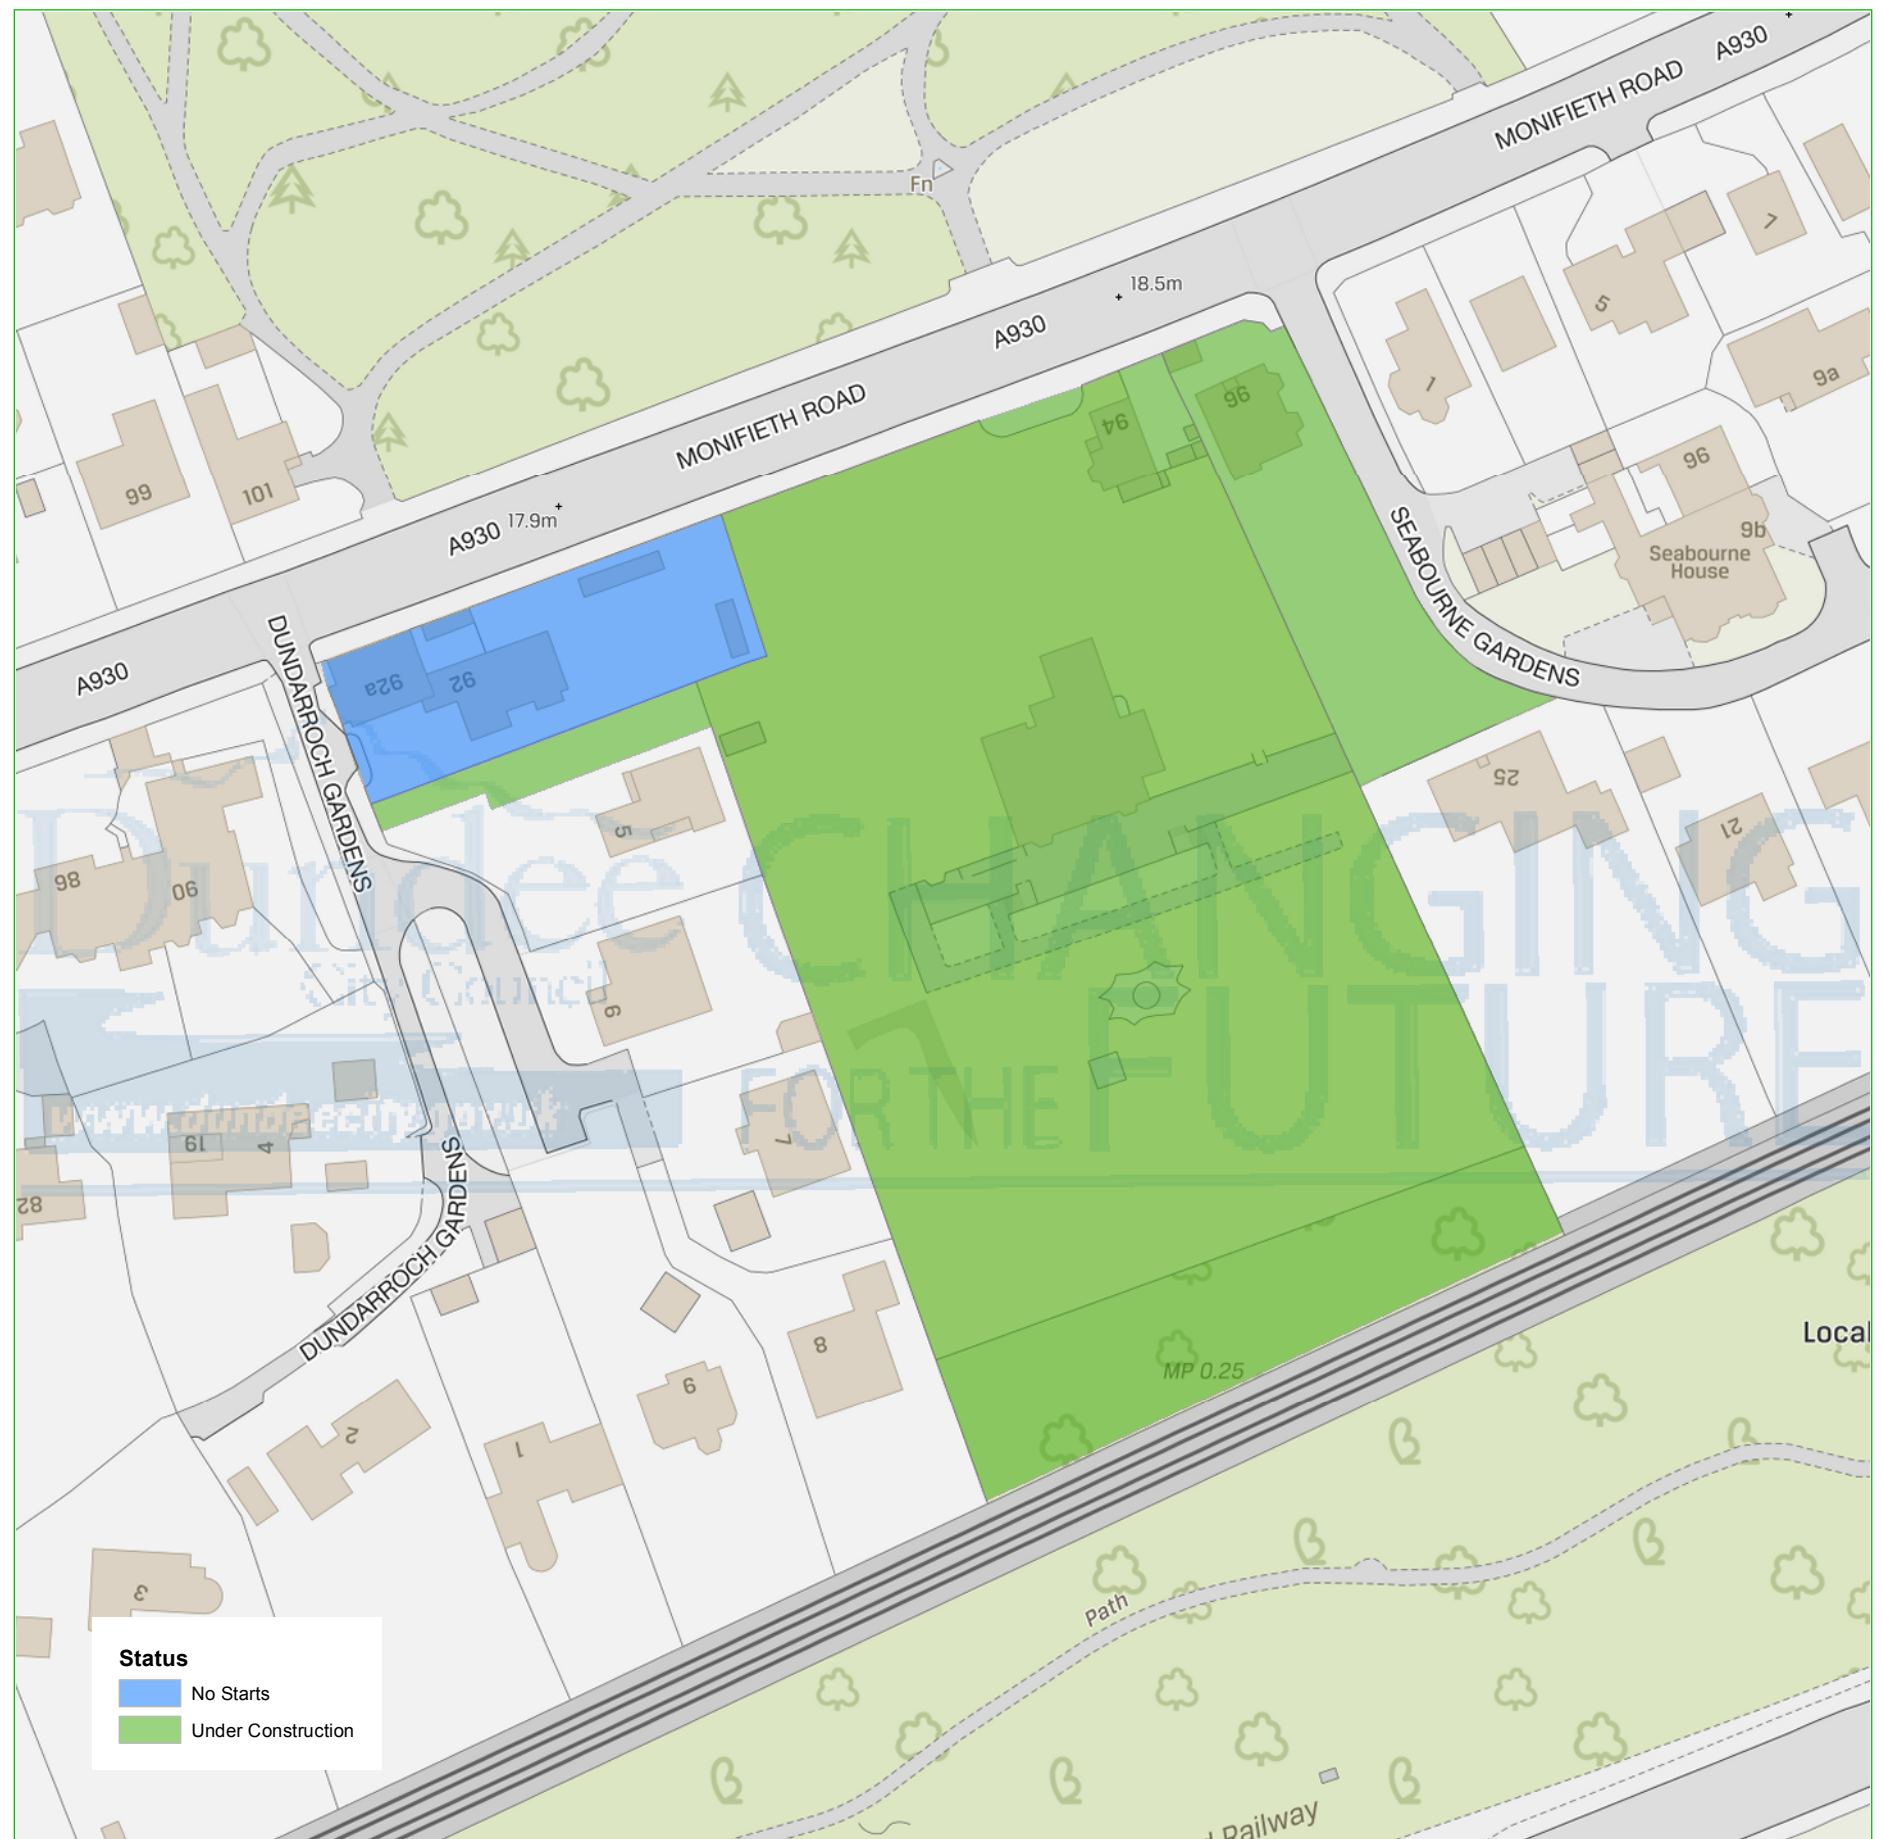 A930
MONIFIETH ROAD
Fn
18.5m
A930
7
5
1
9a
MONIFIETH ROAD
96
94
96
9b
Seabourne
House
SEABOURNE GARDENS
99
101
A930
17.9m
DUNDARROCH GARDENS
A930
92a
92
5
25
21
86
90
Dundee
City Council
CHANGING
FOR THE
FUTURE
www.dundeecity.gov.uk
6
7
19
4
82
DUNDARROCH GARDENS
Local
MP 0.25
8
9
2
1
3
Path
Status
No Starts
Under Construction
Railway